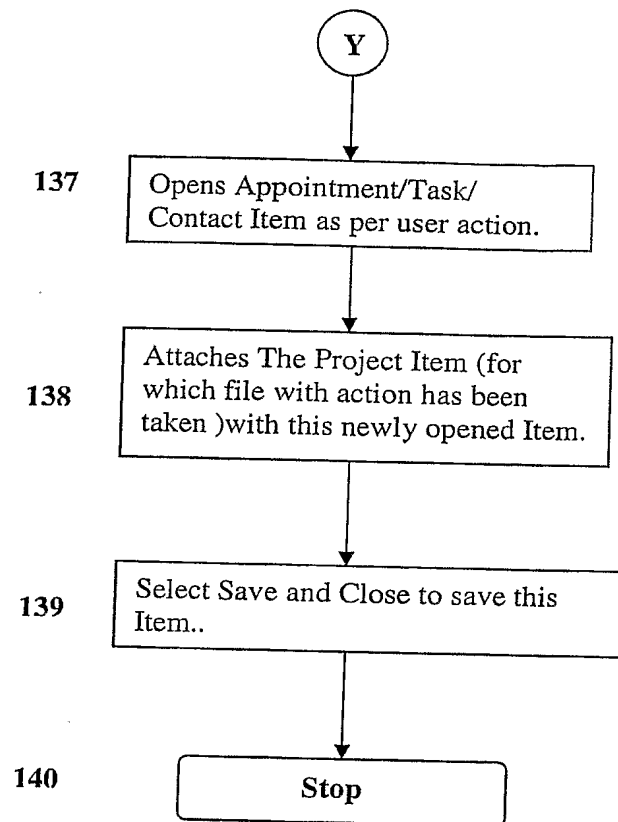 Y
137
Opens Appointment/Task/
Contact Item as per user action.
138
Attaches The Project Item (for
which file with action has been
taken )with this newly opened Item.
139
Select Save and Close to save this
Item..
140
Stop